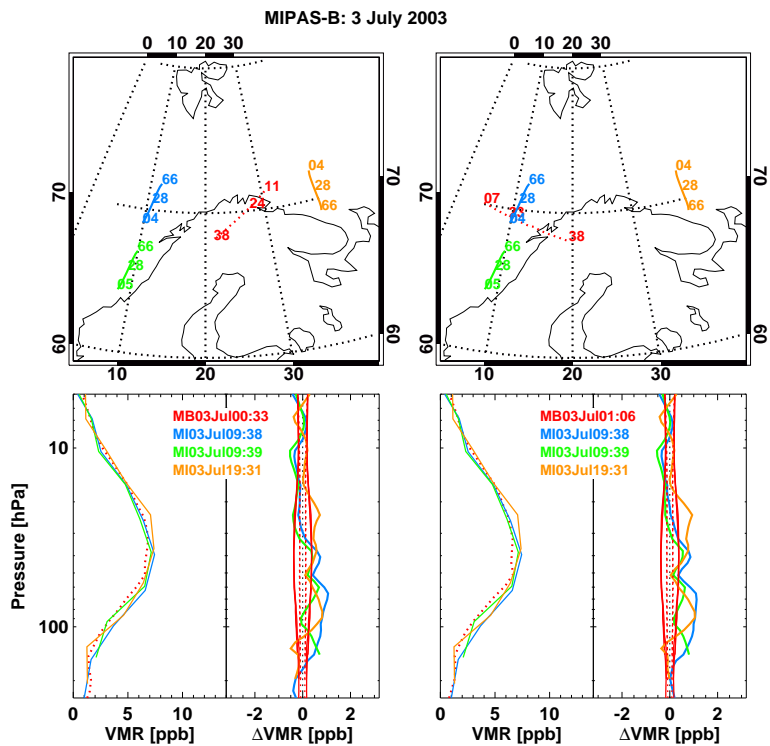 MIPAS-B: 3 July 2003
0 10 20 30
0 10 20 30
04
04
66
11
66
28
28
07
28
28
70
24
70
70
23
70
04
66
04
66
66
38
66
38
28
28
05
05
60
60
60
60
10 20 30
10 20 30
MB03Jul00:33
MB03Jul01:06
MI03Jul09:38
MI03Jul09:38
10
MI03Jul09:39
10
MI03Jul09:39
MI03Jul19:31
MI03Jul19:31
Pressure [hPa]
100
100
0 5 10 -2 0 2
0 5 10 -2 0 2
VMR [ppb] ΔVMR [ppb]
VMR [ppb] ΔVMR [ppb]